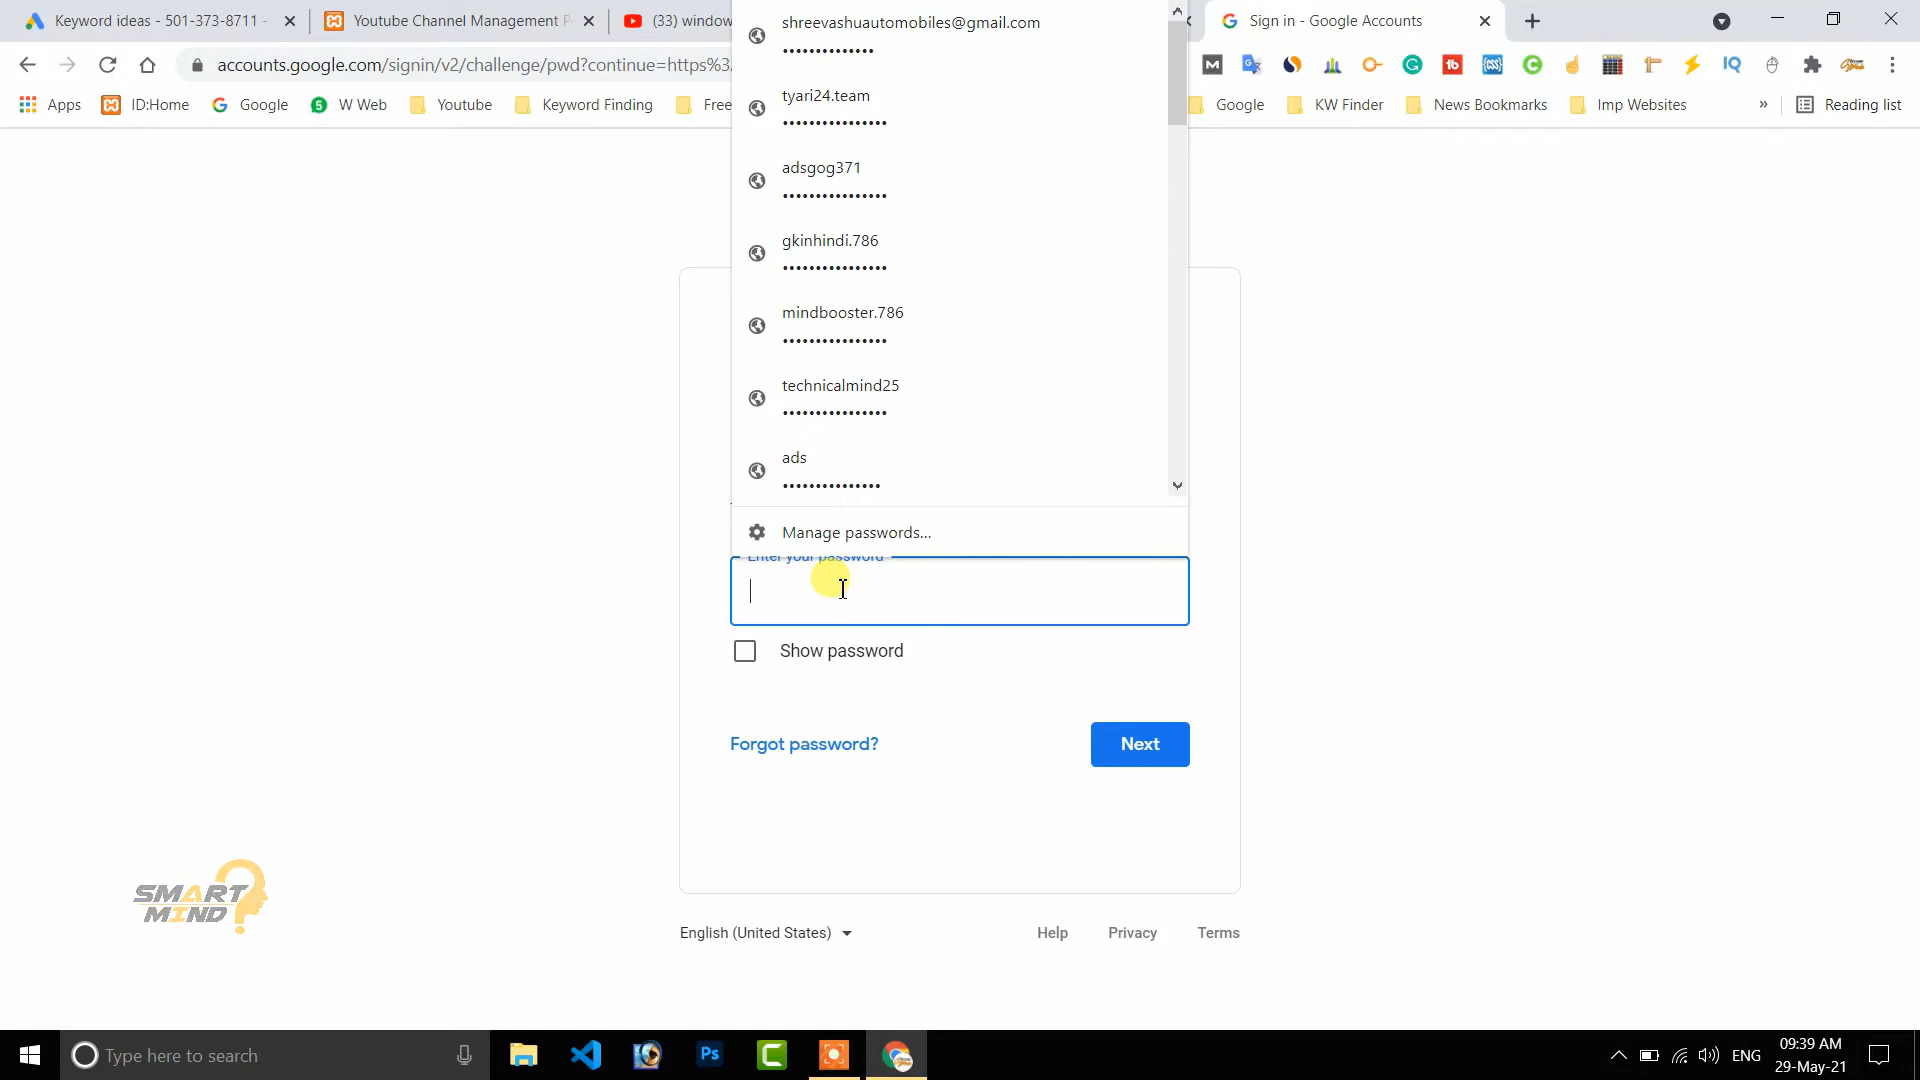 Keyword ideas - 501-373-8711 -
Youtube Channel Management P
(33) window
Sign in - Google Accounts
accounts.google.com/signin/v2/challenge/pwd?continue=https%3
Apps
ID:Home
Google
W Web
Youtube
Keyword Finding
Free
Google
KW Finder
News Bookmarks
Imp Websites
»
Reading list
shreevashuautomobiles@gmail.com
••••••••••••••
tyari24.team
••••••••••••••••
adsgog371
••••••••••••••••
gkinhindi.786
••••••••••••••••
mindbooster.786
••••••••••••••••
technicalmind25
••••••••••••••••
ads
•••••••••••••••
Manage passwords...
Enter your password
Show password
Forgot password?
Next
SMART
MIND
English (United States)
Help
Privacy
Terms
Type here to search
Ps
ENG
09:39 AM
29-May-21